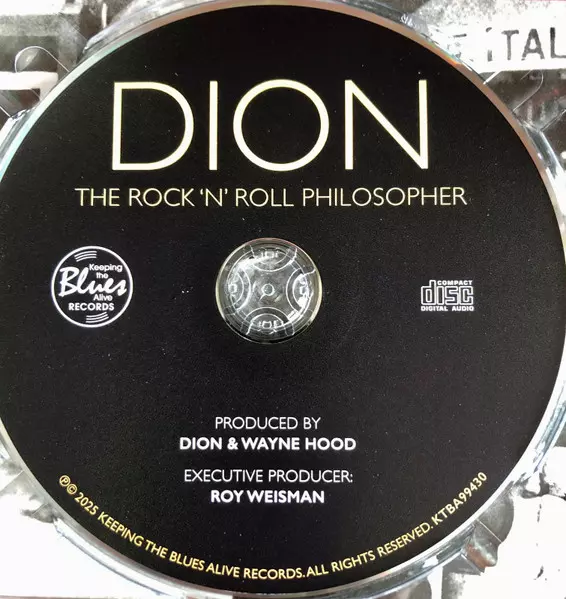 ITAL
DION
THE ROCK ‘N’ ROLL PHILOSOPHER
Keeping
the
Blues
Alive
RECORDS
COMPACT
disc
DIGITAL AUDIO
PRODUCED BY
DION & WAYNE HOOD
EXECUTIVE PRODUCER:
ROY WEISMAN
℗© 2025 KEEPING THE BLUES ALIVE RECORDS. ALL RIGHTS RESERVED. KTBA99430